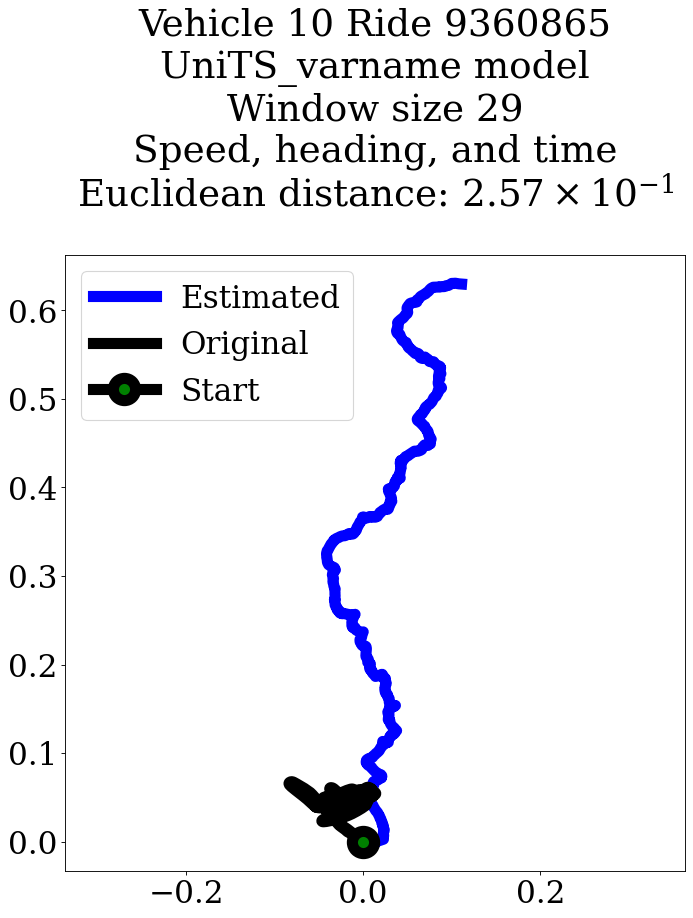 Vehicle 10 Ride 9360865
UniTS_varname model
Window size 29
Speed, heading, and time
Euclidean distance: 2.57 × 10⁻¹
Estimated
Original
Start
0.6
0.5
0.4
0.3
0.2
0.1
0.0
−0.2
0.0
0.2